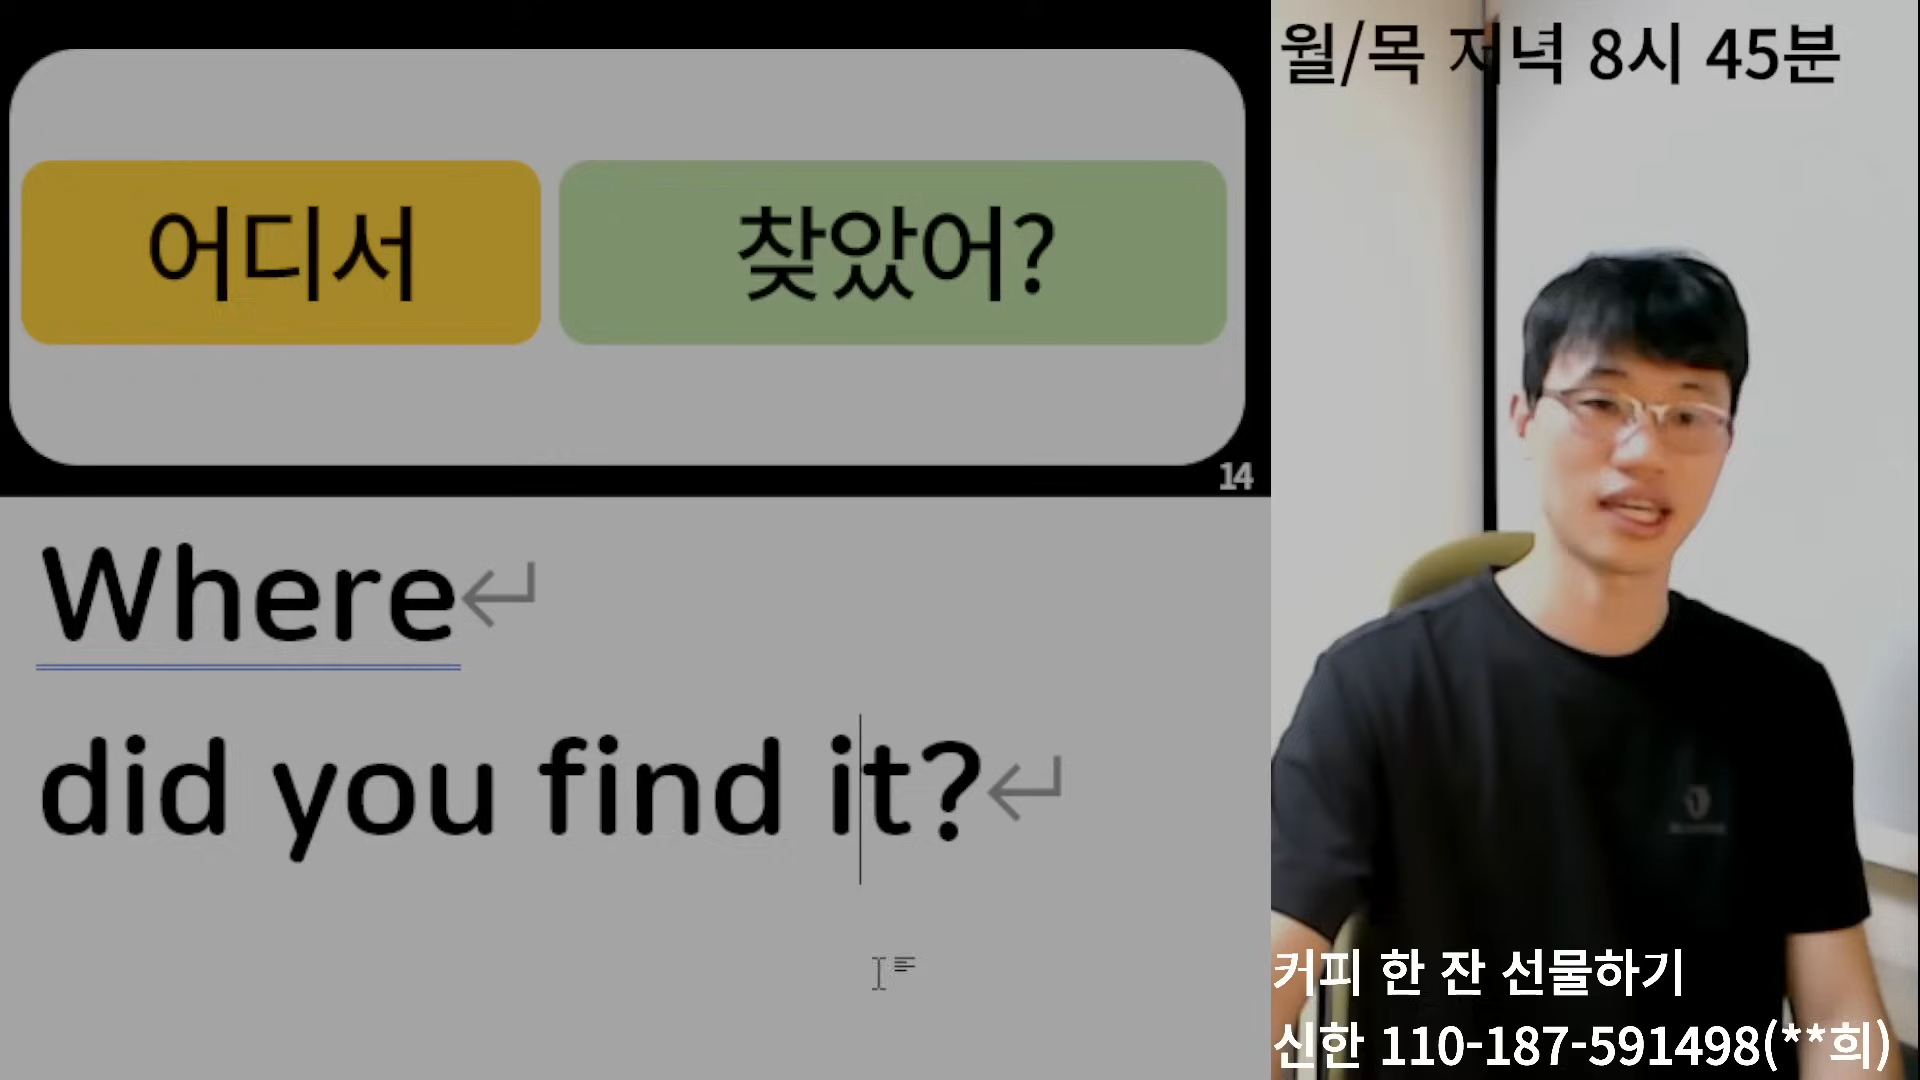 어디서 찾았어?
14
Where
did you find it?
월/목 저녁 8시 45분
커피 한 잔 선물하기
신한 110-187-591498(**희)